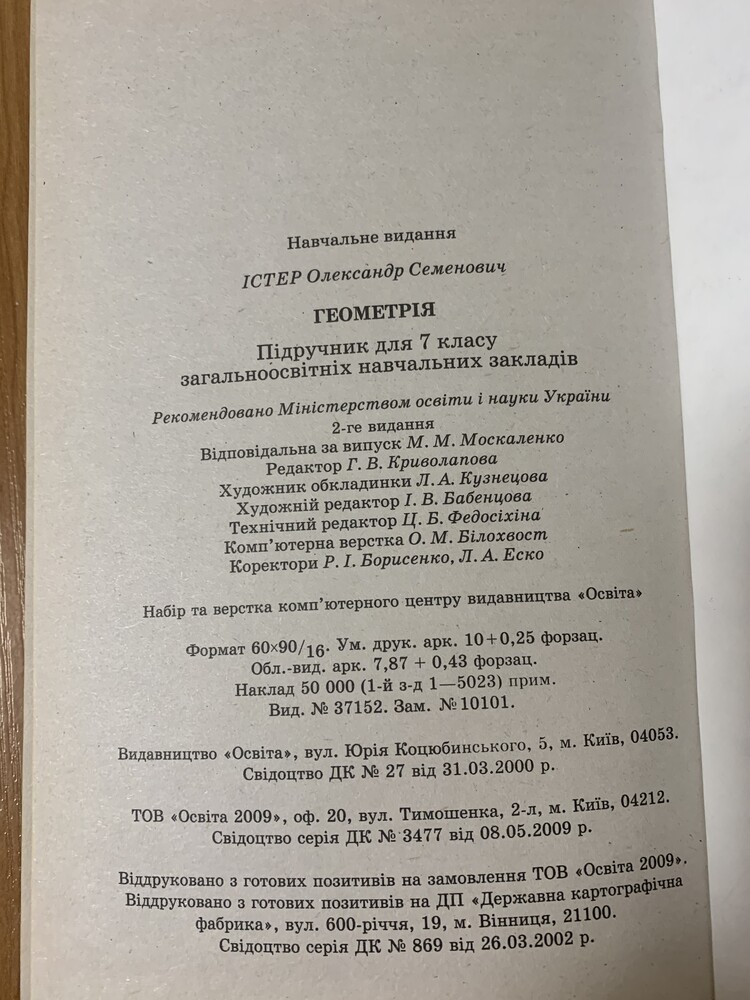 Навчальне видання
ІСТЕР Олександр Семенович
ГЕОМЕТРІЯ
Підручник для 7 класу
загальноосвітніх навчальних закладів
Рекомендовано Міністерством освіти і науки України
2-ге видання
Відповідальна за випуск М. М. Москаленко
Редактор Г. В. Криволапова
Художник обкладинки Л. А. Кузнецова
Художній редактор І. В. Бабенцова
Технічний редактор Ц. Б. Федосіхіна
Комп'ютерна верстка О. М. Білохвост
Коректори Р. І. Борисенко, Л. А. Еско
Набір та верстка комп'ютерного центру видавництва «Освіта»
Формат 60×90/16. Ум. друк. арк. 10+0,25 форзац.
Обл.-вид. арк. 7,87 + 0,43 форзац.
Наклад 50 000 (1-й з-д 1—5023) прим.
Вид. № 37152. Зам. №10101.
Видавництво «Освіта», вул. Юрія Коцюбинського, 5, м. Київ, 04053.
Свідоцтво ДК № 27 від 31.03.2000 р.
ТОВ «Освіта 2009», оф. 20, вул. Тимошенка, 2-л, м. Київ, 04212.
Свідоцтво серія ДК № 3477 від 08.05.2009 р.
Віддруковано з готових позитивів на замовлення ТОВ «Освіта 2009».
Віддруковано з готових позитивів на ДП «Державна картографічна
фабрика», вул. 600-річчя, 19, м. Вінниця, 21100.
Свідоцтво серія ДК № 869 від 26.03.2002 р.